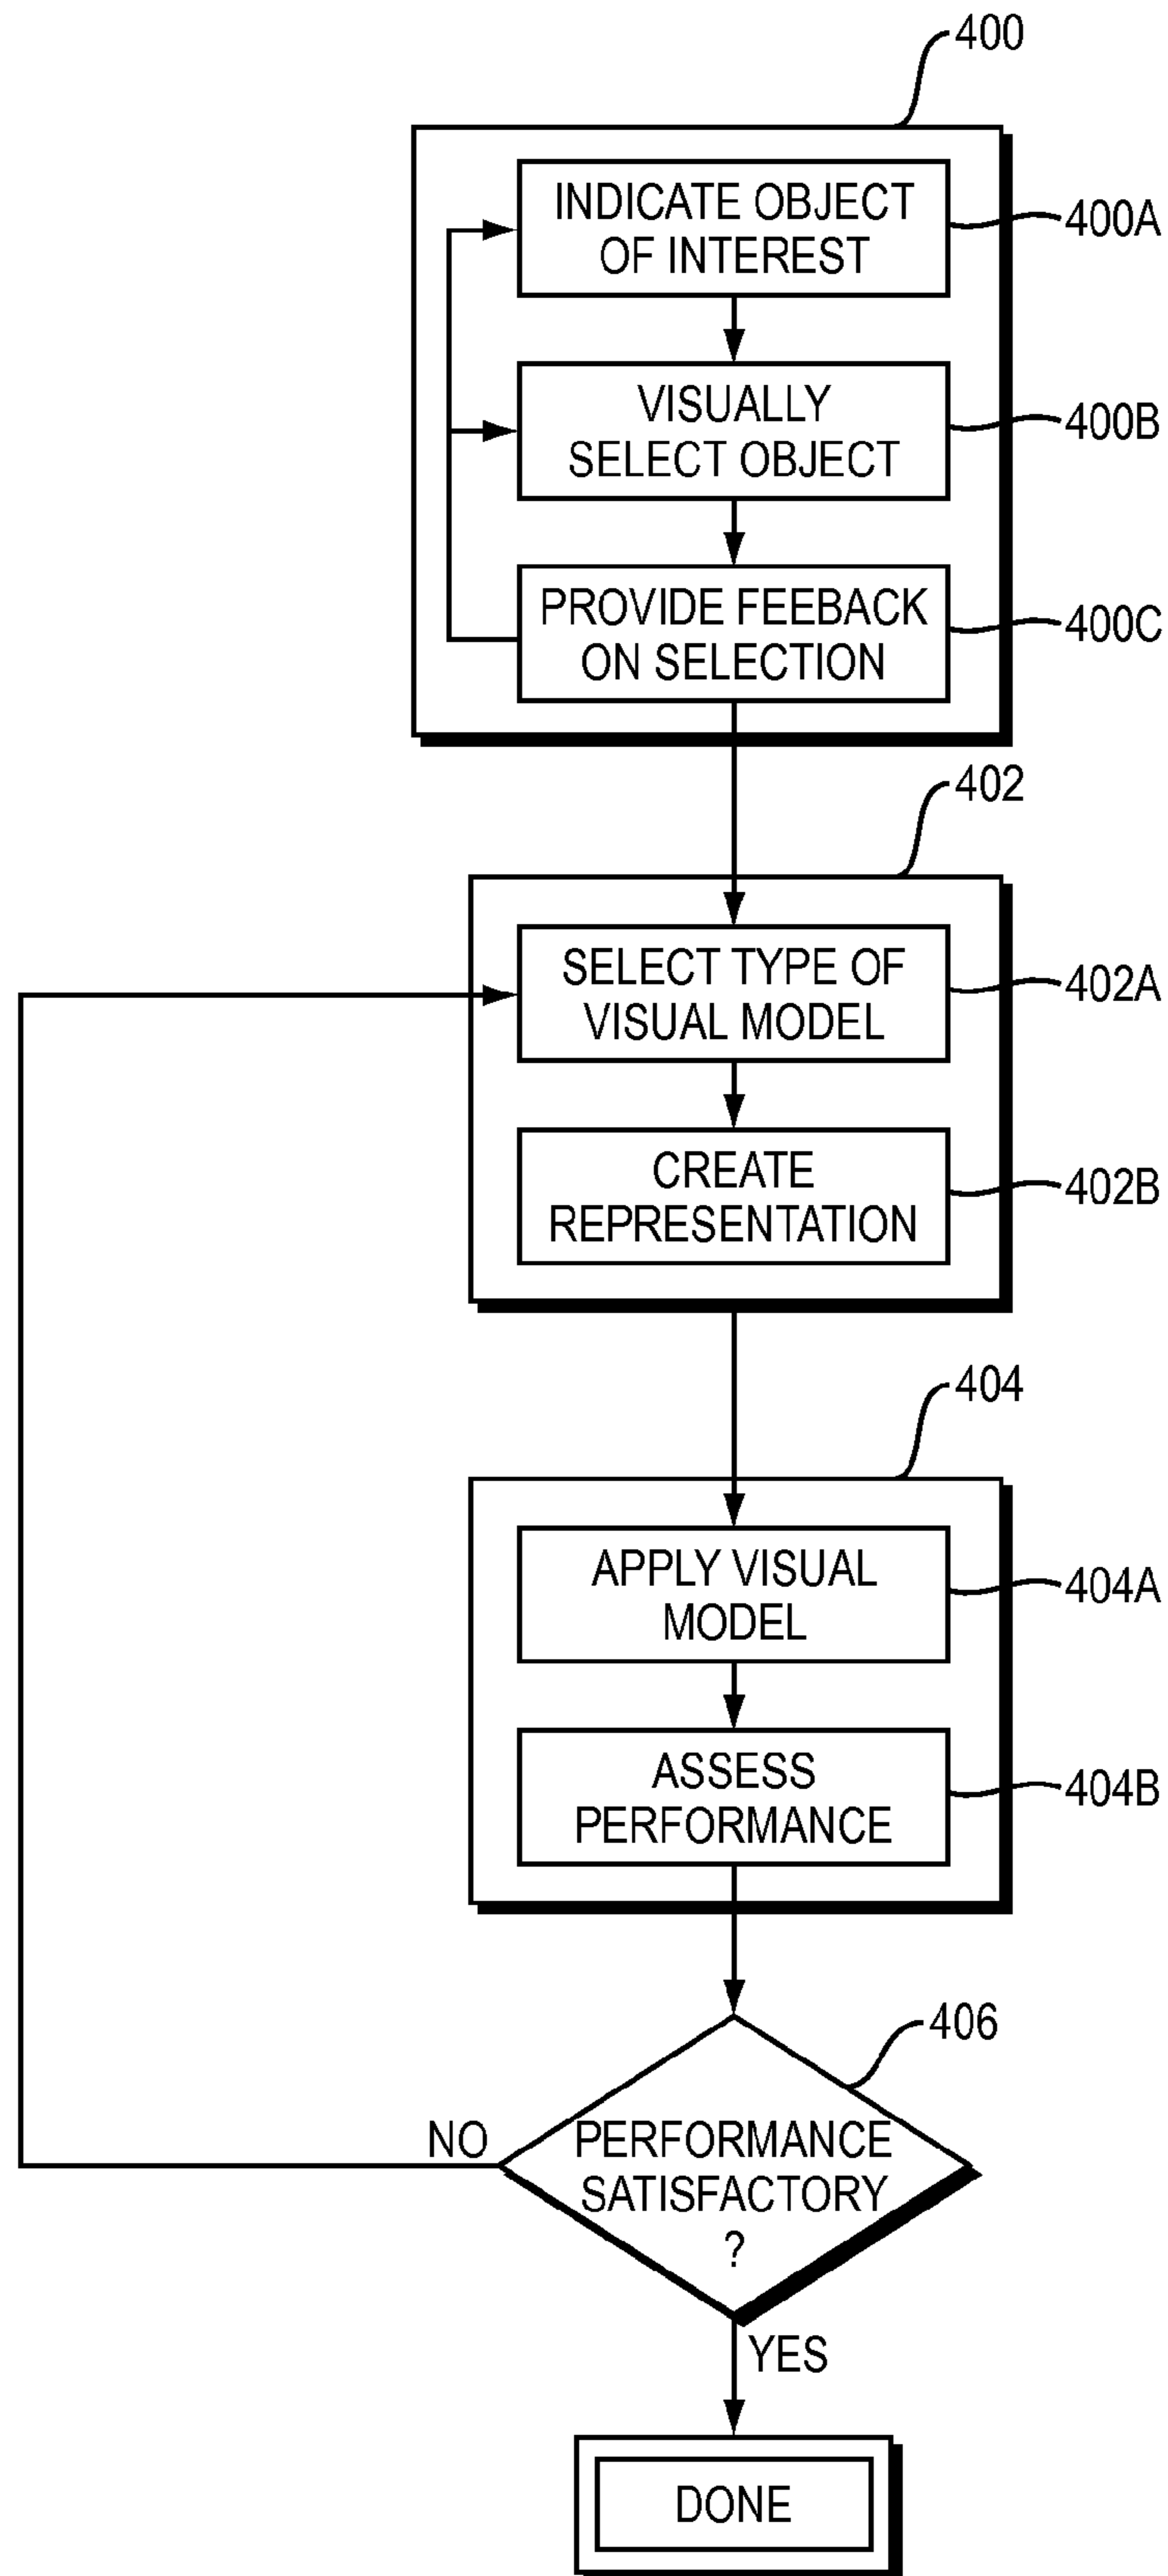 400
INDICATE OBJECT
OF INTEREST
400A
VISUALLY
SELECT OBJECT
400B
PROVIDE FEEBACK
ON SELECTION
400C
402
SELECT TYPE OF
VISUAL MODEL
402A
CREATE
REPRESENTATION
402B
404
APPLY VISUAL
MODEL
404A
ASSESS
PERFORMANCE
404B
406
NO
PERFORMANCE
SATISFACTORY
?
YES
DONE